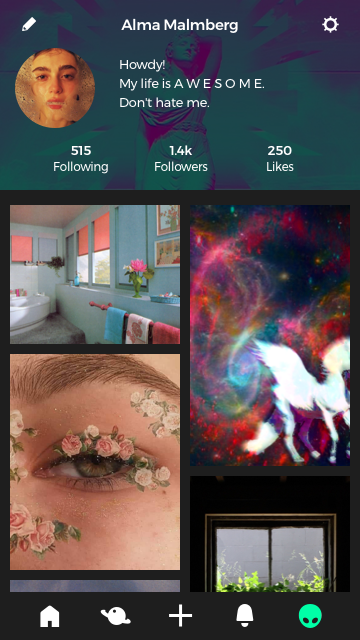 Alma Malmberg
Howdy!
My life is A W E S O M E.
Don't hate me.
515
Following
1.4k
Followers
250
Likes